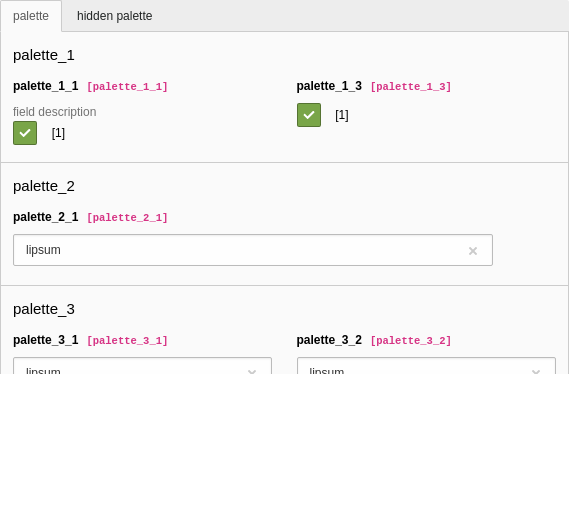 palette hidden palette
palette_1
palette_1_1 [palette_1_1] palette_1_3 [palette_1_3]
field description
[1] [1]
palette_2
palette_2_1 [palette_2_1]
lipsum
palette_3
palette_3_1 [palette_3_1] palette_3_2 [palette_3_2]
lipsum lipsum